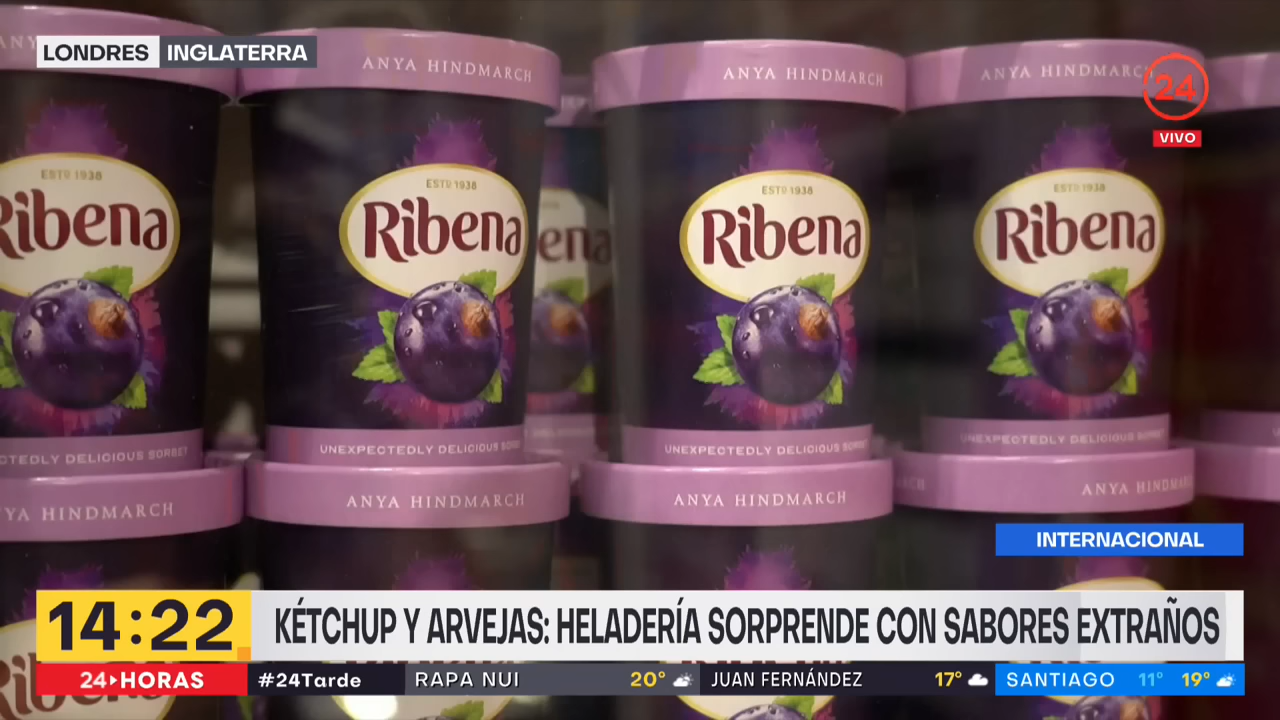 LONDRES INGLATERRA
24
VIVO
ANYA HINDMARCH
ANYA HINDMARCH
ANYA HINDMARCH
ESTD 1938
Ribena
ESTD 1938
Ribena
ESTD 1938
Ribena
ESTD 1938
Ribena
UNEXPECTEDLY DELICIOUS SORBET
UNEXPECTEDLY DELICIOUS SORBET
UNEXPECTEDLY DELICIOUS SORBET
DELICIOUS SORBET
ANYA HINDMARCH
ANYA HINDMARCH
ANYA HINDMARCH
INTERNACIONAL
14:22
KÉTCHUP Y ARVEJAS: HELADERÍA SORPRENDE CON SABORES EXTRAÑOS
24 HORAS #24Tarde RAPA NUI 20° JUAN FERNÁNDEZ 17° SANTIAGO 11° 19°